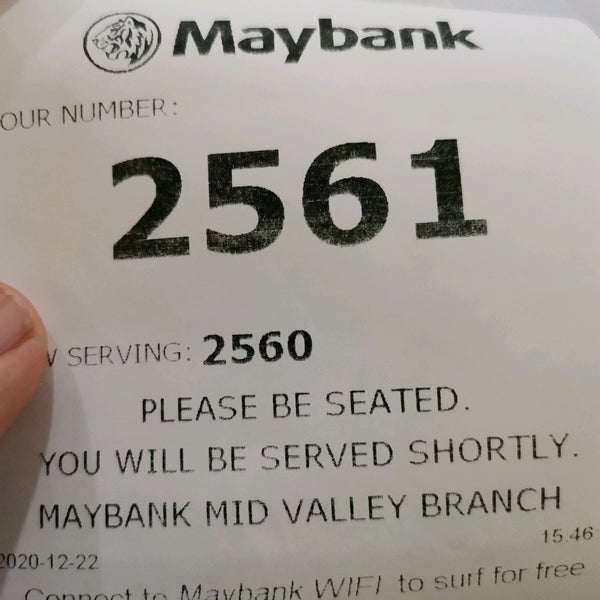 Maybank
OUR NUMBER:
2561
W SERVING: 2560
PLEASE BE SEATED.
YOU WILL BE SERVED SHORTLY.
MAYBANK MID VALLEY BRANCH
15.46
2020-12-22
Connect to Maybank WIFI to surf for free